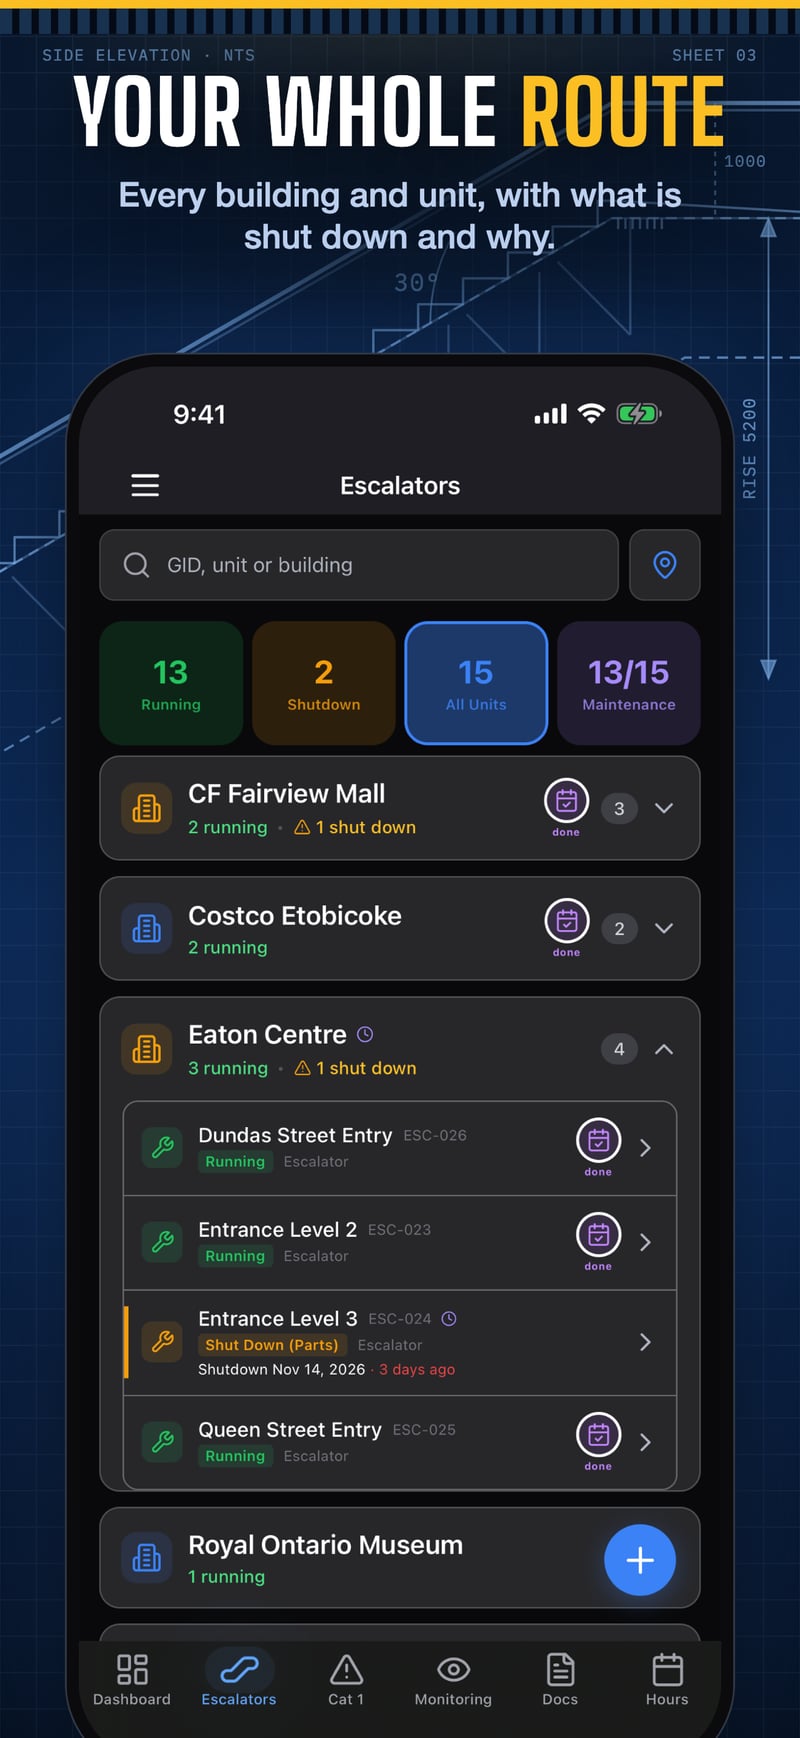 SIDE ELEVATION · NTS
SHEET 03
YOUR WHOLE ROUTE
1000
Every building and unit, with what is
shut down and why.
30°
RISE 5200
9:41
Escalators
GID, unit or building
13
Running
2
Shutdown
15
All Units
13/15
Maintenance
CF Fairview Mall
2 running • 1 shut down
done
3
Costco Etobicoke
2 running
done
2
Eaton Centre
3 running • 1 shut down
4
Dundas Street Entry ESC-026
Running Escalator
done
Entrance Level 2 ESC-023
Running Escalator
done
Entrance Level 3 ESC-024
Shut Down (Parts) Escalator
Shutdown Nov 14, 2026 · 3 days ago
Queen Street Entry ESC-025
Running Escalator
done
Royal Ontario Museum
1 running
Dashboard
Escalators
Cat 1
Monitoring
Docs
Hours